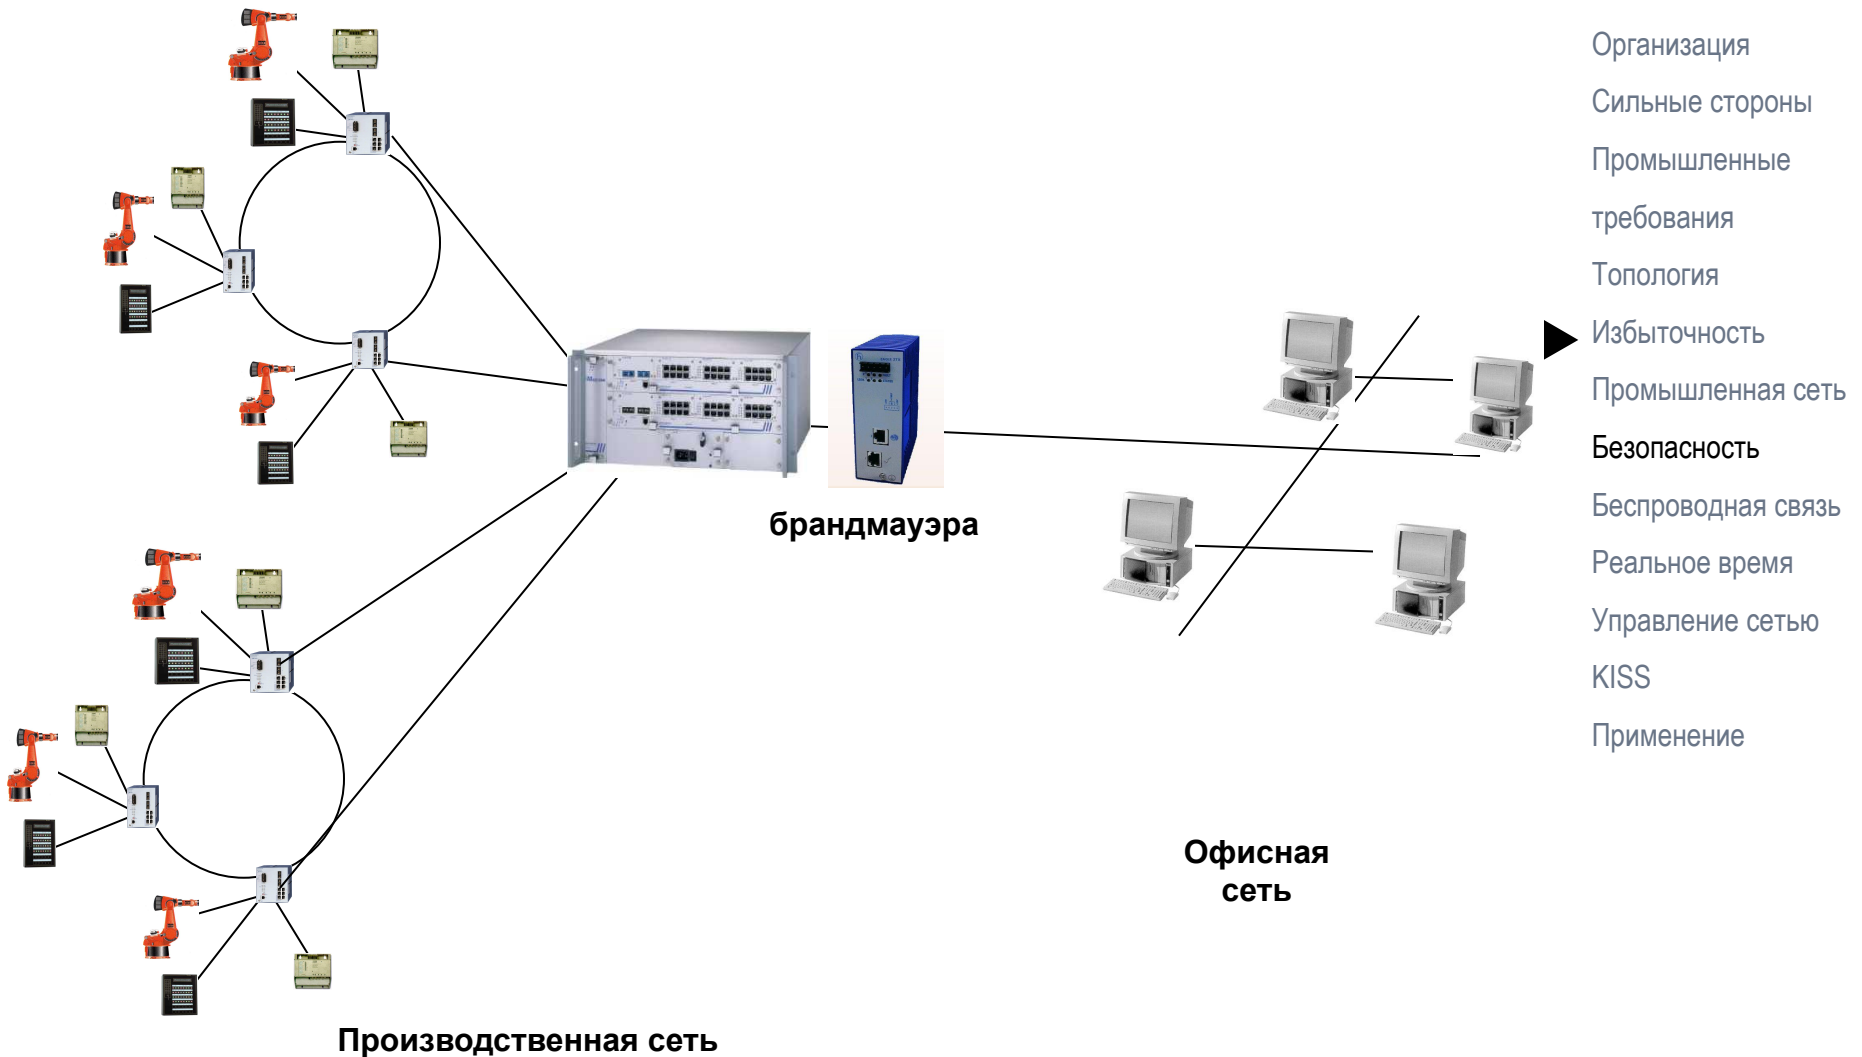 Организация
Сильные стороны
Промышленные
требования
Топология
Избыточность
Промышленная сеть
Безопасность
Беспроводная связь
Реальное время
Управление сетью
KISS
Применение
брандмауэра
Офисная
сеть
Производственная сеть